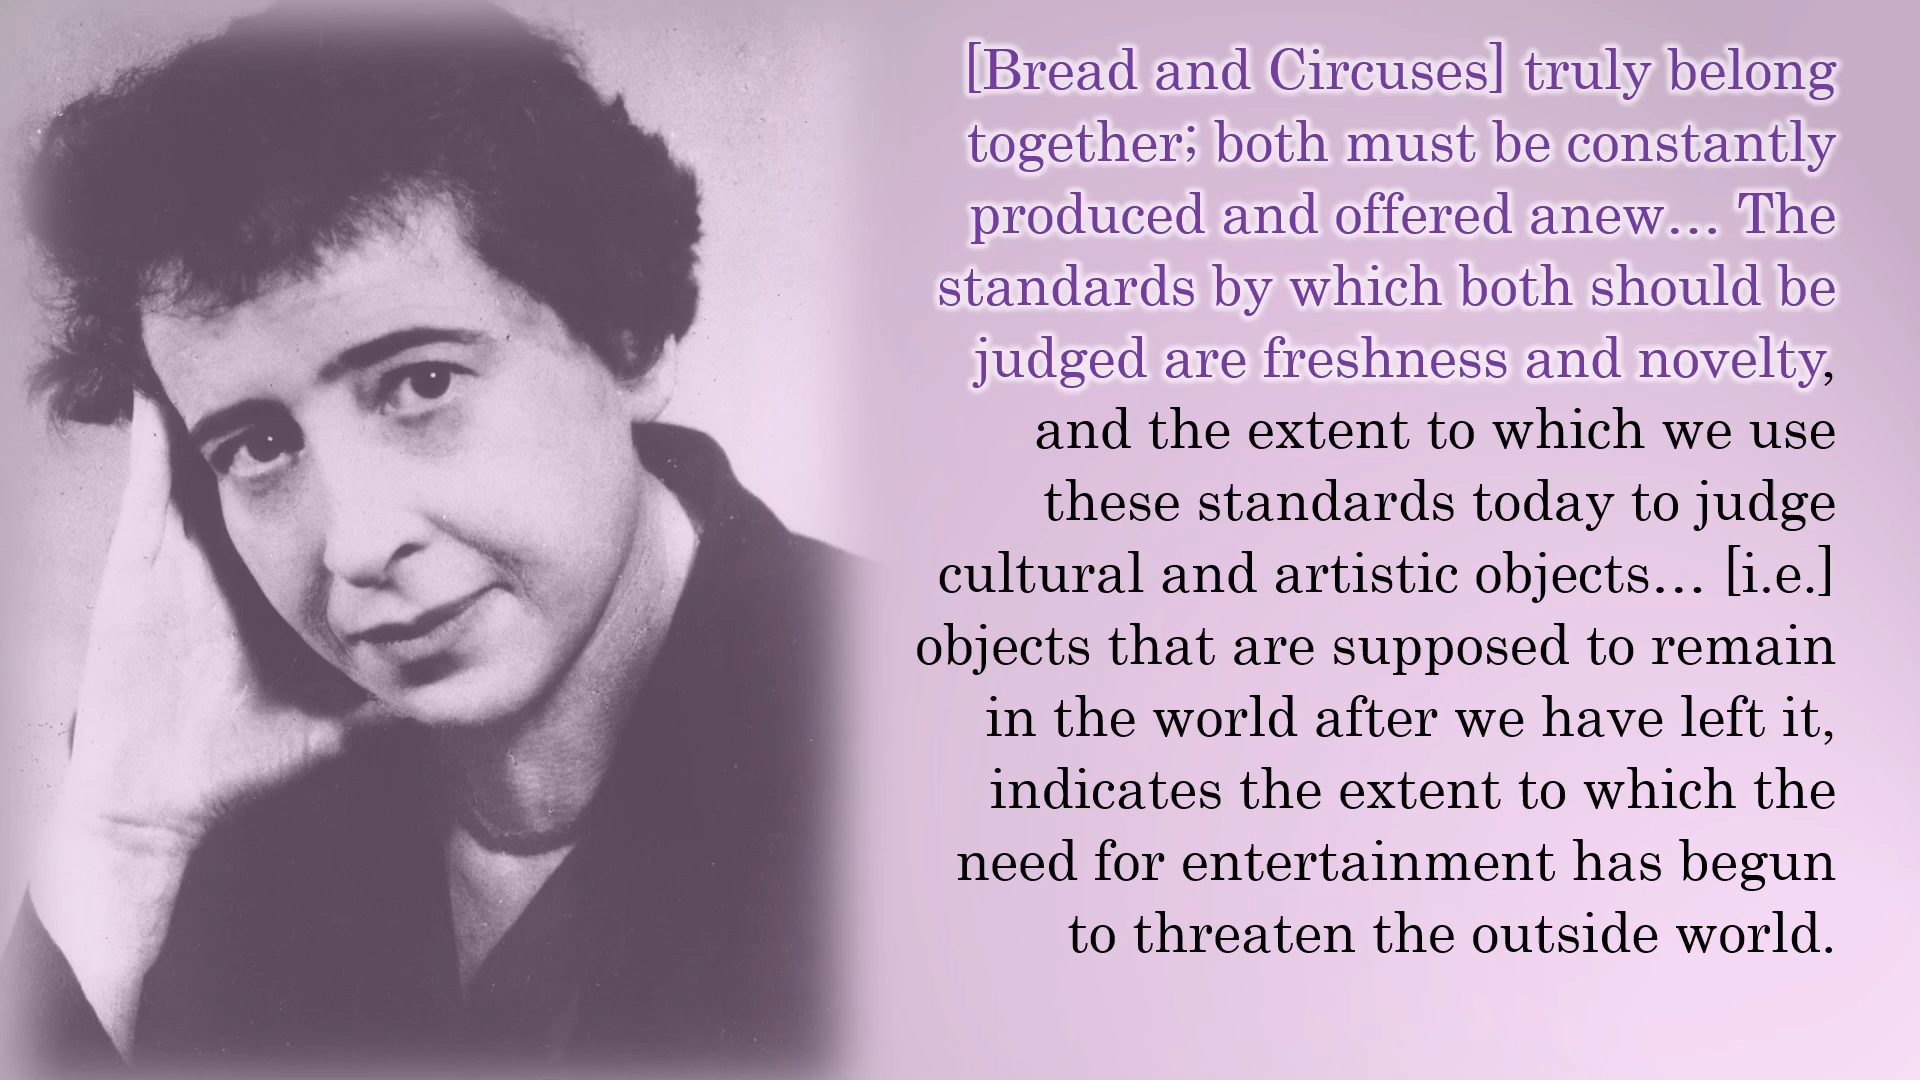 [Bread and Circuses] truly belong
together; both must be constantly
produced and offered anew… The
standards by which both should be
judged are freshness and novelty,
and the extent to which we use
these standards today to judge
cultural and artistic objects… [i.e.]
objects that are supposed to remain
in the world after we have left it,
indicates the extent to which the
need for entertainment has begun
to threaten the outside world.